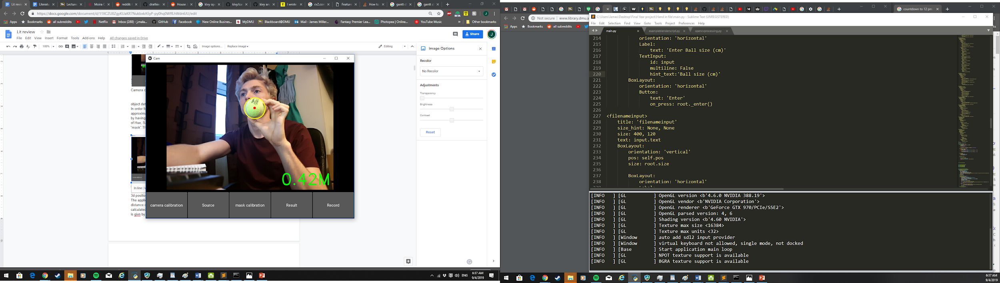 Lit review
Literatu
Lecture
Moira C
reddit: t
drathie
House
kivy ope
kivy/ca
kivy and
I wrote
cv2.con
Feature
How to
gantt c
gantt c
https://docs.google.com/document/d/11XCZU8ZgyKUaKR7NukbxkA5yP-py0hq0WffLhWdn6JU/edit
Apps
Bookmarks
all subreddits
Netflix
Inbox (280) - j.mala...
GitHub
Facebook
New Online Business...
MyDMU
Blackboard@DMU
Mail - James Miller...
Fantasy Premier Lea...
Photopea | Online...
YouTube Music
Other bookmarks
Lit review
File Edit View Insert Format Tools Add-ons Help All changes saved in Drive
Share
100%
Image options...
Replace image
Editing
Image Options
Recolor
No Recolor
Adjustments
Transparency
Brightness
Contrast
Reset
Camera c
object det
In order fo
approxima
by having
of Hue, S
"mask".Th
In line
3d positio
The appli
distance
calculated
is givn by
Cam
0.42M
camera calibration
Source
mask calibration
Result
Record
ENG
6:37 AM
9/4/2019
countdown to 12 pm
Not secure
www.library.dmu.a
Apps
Bookmarks
all subreddits
C:\Users\James\Desktop\Final Year project\Hand in file\main.py - Sublime Text (UNREGISTERED)
File Edit Selection Find View Goto Tools Project Preferences Help
main.py
exampleblenderscript.py
opencvprocessing.py
214 orientation: 'horizontal'
215 Label:
216 text: 'Enter Ball size (cm)'
217 TextInput:
218 id: input
219 multiline: False
220 hint_text:'Ball size (cm)'
221 BoxLayout:
222 orientation: 'horizontal'
223 Button:
224 text: 'Enter'
225 on_press: root._enter()
226
227 <filenameinput>
228 title: 'filenameinput'
229 size_hint: None, None
230 size: 400, 120
231 text: input.text
232 BoxLayout:
233 orientation: 'vertical'
234 pos: self.pos
235 size: root.size
236
237 BoxLayout:
238 orientation: 'horizontal'
239 Label:
[INFO ] [GL ] OpenGL version <b'4.6.0 NVIDIA 388.19'>
[INFO ] [GL ] OpenGL vendor <b'NVIDIA Corporation'>
[INFO ] [GL ] OpenGL renderer <b'GeForce GTX 970/PCIe/SSE2'>
[INFO ] [GL ] OpenGL parsed version: 4, 6
[INFO ] [GL ] Shading version <b'4.60 NVIDIA'>
[INFO ] [GL ] Texture max size <16384>
[INFO ] [GL ] Texture max units <32>
[INFO ] [Window ] auto add sdl2 input provider
[INFO ] [Window ] virtual keyboard not allowed, single mode, not docked
[INFO ] [Base ] Start application main loop
[INFO ] [GL ] NPOT texture support is available
[INFO ] [GL ] BGRA texture support is available
6:37 AM
9/4/2019